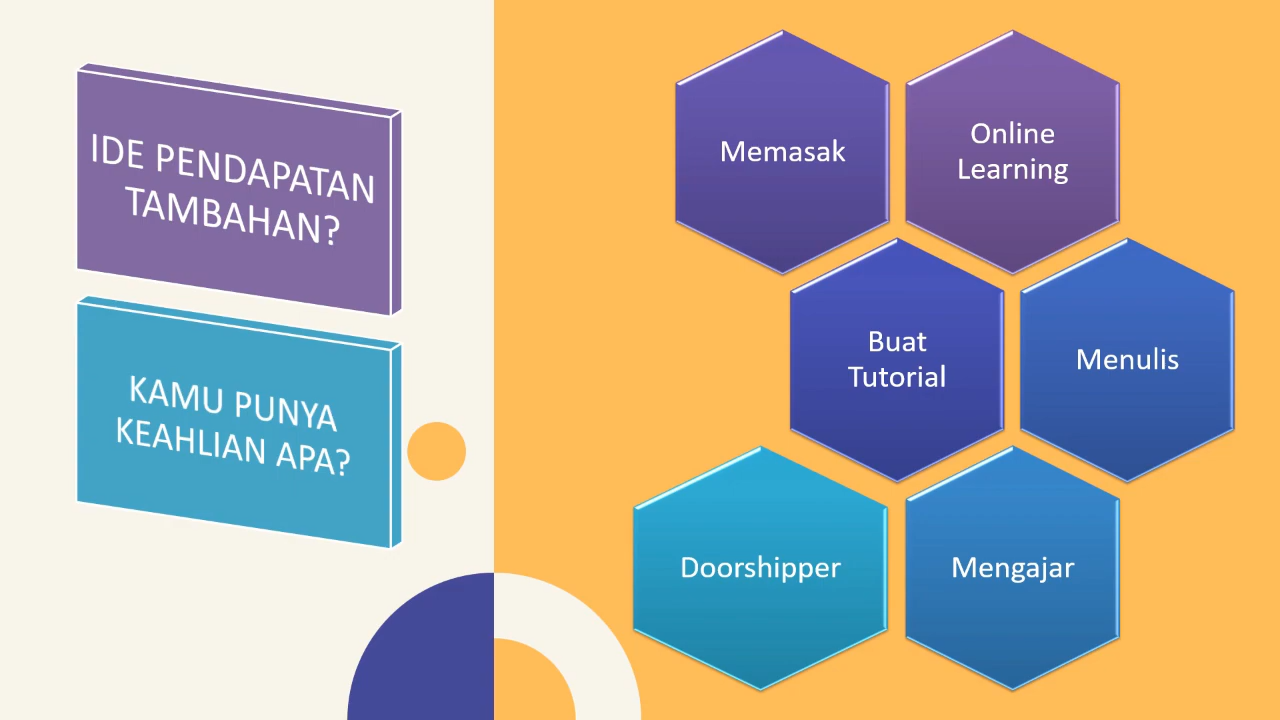 IDE PENDAPATAN
TAMBAHAN?
KAMU PUNYA
KEAHLIAN APA?
Memasak
Online
Learning
Buat
Tutorial
Menulis
Doorshipper
Mengajar